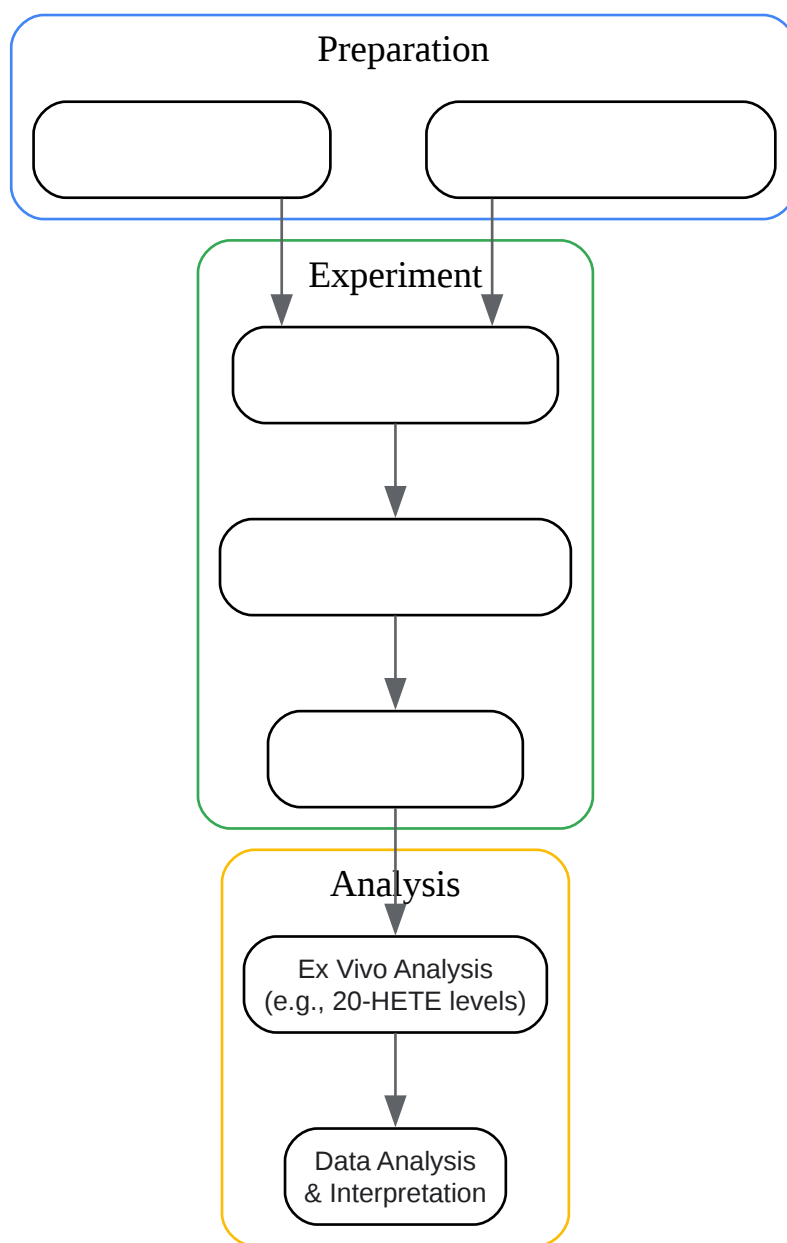 Preparation
Experiment
Analysis
Ex Vivo Analysis
(e.g., 20-HETE levels)
Data Analysis
& Interpretation